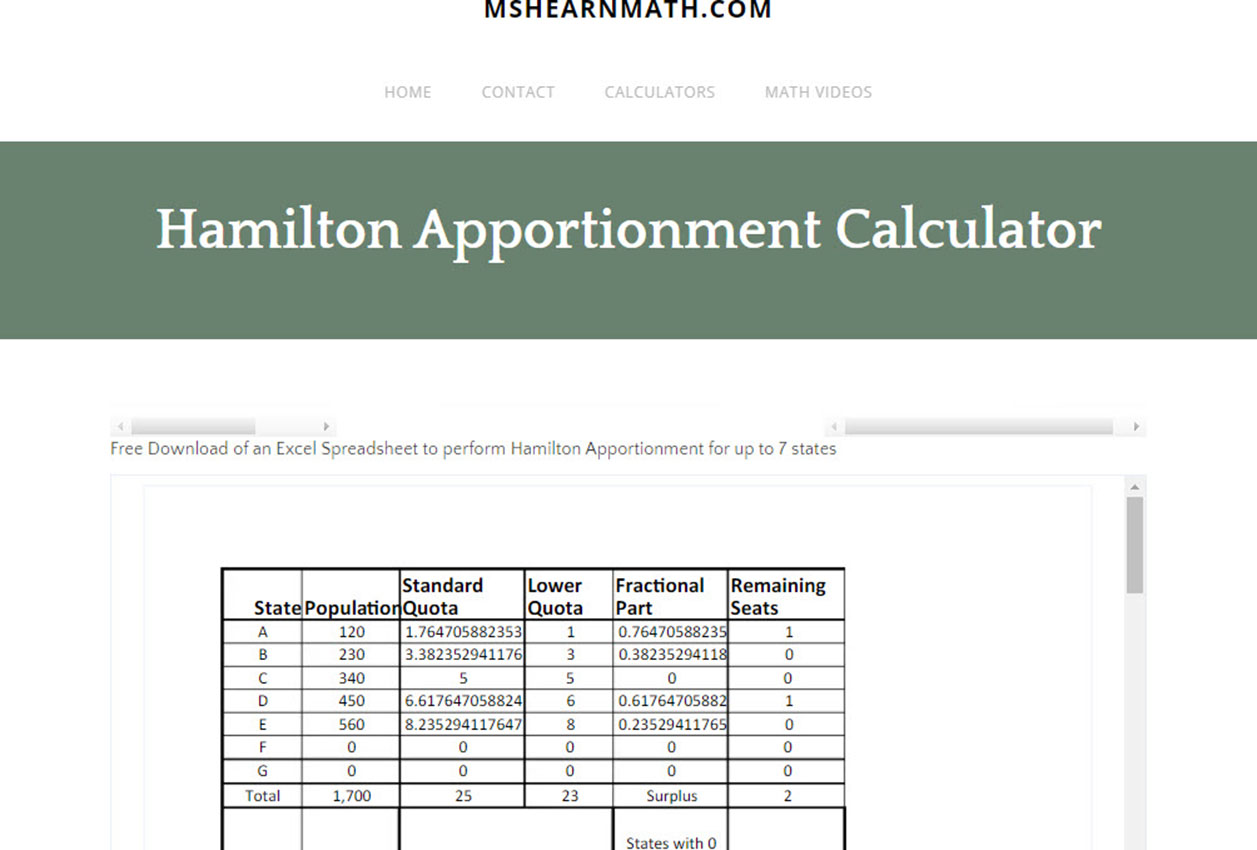 MSHEARNMATH.COM
HOME CONTACT CALCULATORS MATH VIDEOS
Hamilton Apportionment Calculator
Free Download of an Excel Spreadsheet to perform Hamilton Apportionment for up to 7 states
State Population Standard Quota Lower Quota Fractional Part Remaining Seats
A 120 1.764705882353 1 0.76470588235 1
B 230 3.382352941176 3 0.38235294118 0
C 340 5 5 0 0
D 450 6.617647058824 6 0.61764705882 1
E 560 8.235294117647 8 0.23529411765 0
F 0 0 0 0 0
G 0 0 0 0 0
Total 1,700 25 23 Surplus 2
States with 0